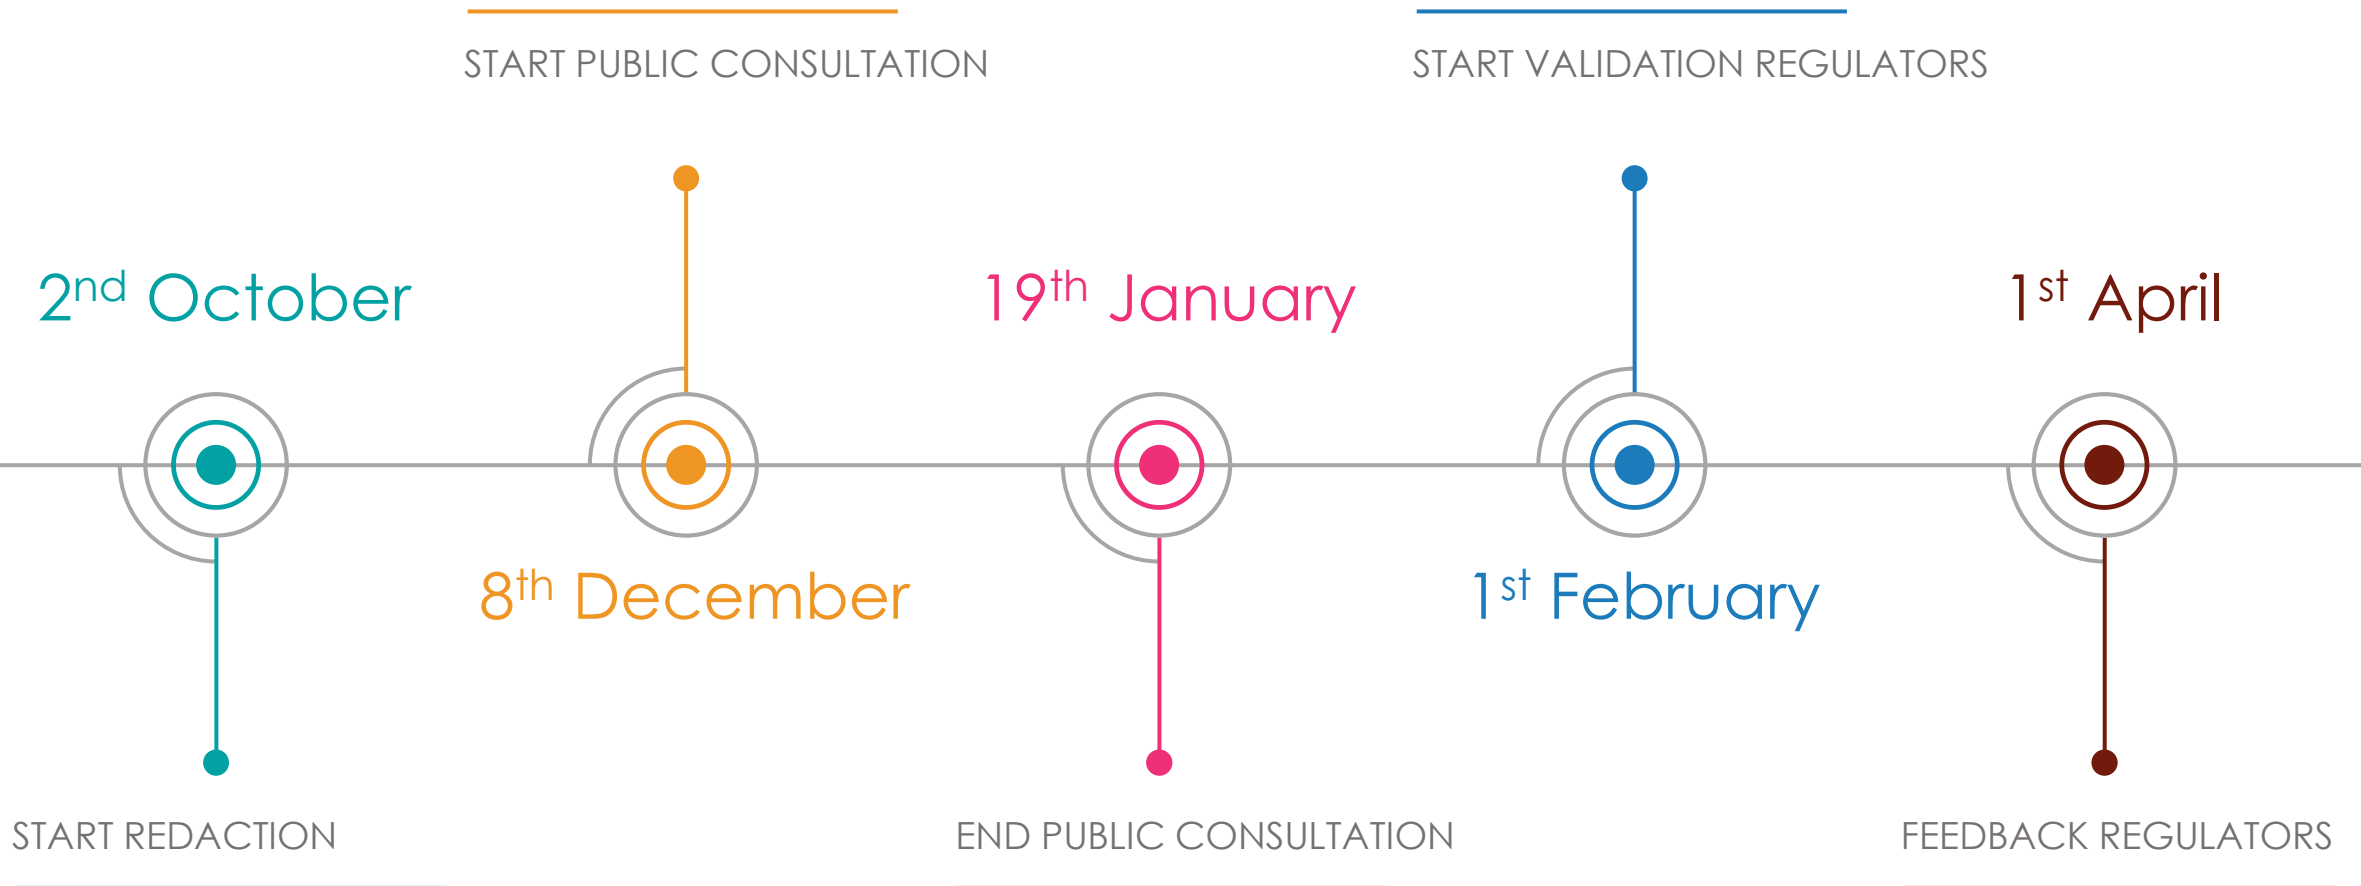 START PUBLIC CONSULTATION
START VALIDATION REGULATORS
2nd October
19th January
1st April
8th December
1st February
START REDACTION
END PUBLIC CONSULTATION
FEEDBACK REGULATORS